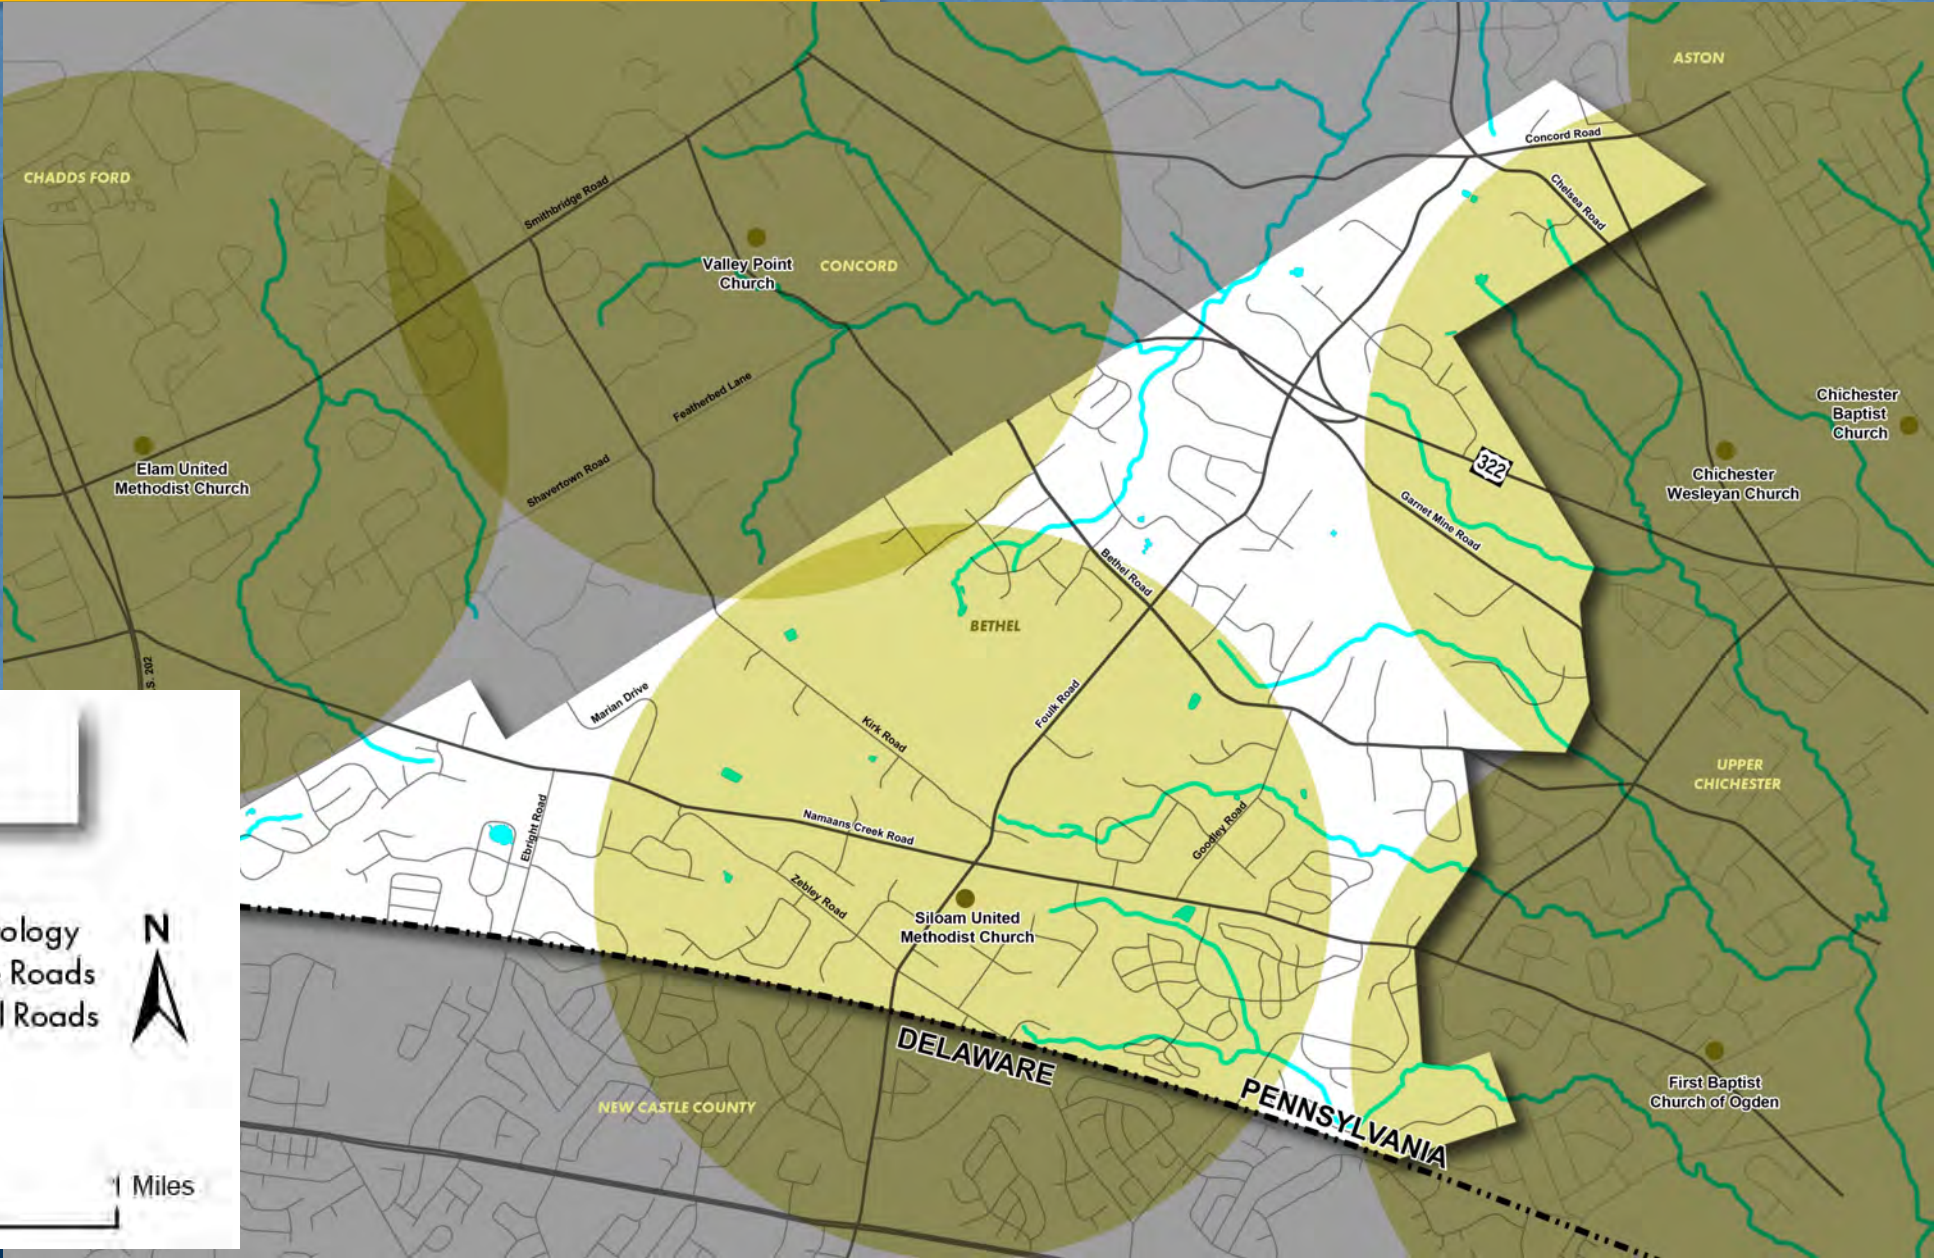 ASTON
Concord Road
CHADDS FORD
Smithbridge Road
Chelsea Road
Valley Point
Church
CONCORD
Featherbed Lane
Chichester
Baptist
Church
Elam United
Methodist Church
Shavertown Road
322
Chichester
Wesleyan Church
Garnet Mine Road
Bethel Road
BETHEL
.S. 202
Marian Drive
Foulk Road
Kirk Road
UPPER
CHICHESTER
Namaans Creek Road
Ebright Road
Goodley Road
Zebley Road
Siloam United
Methodist Church
ology
Roads
l Roads
N
DELAWARE
PENNSYLVANIA
First Baptist
Church of Ogden
NEW CASTLE COUNTY
Miles